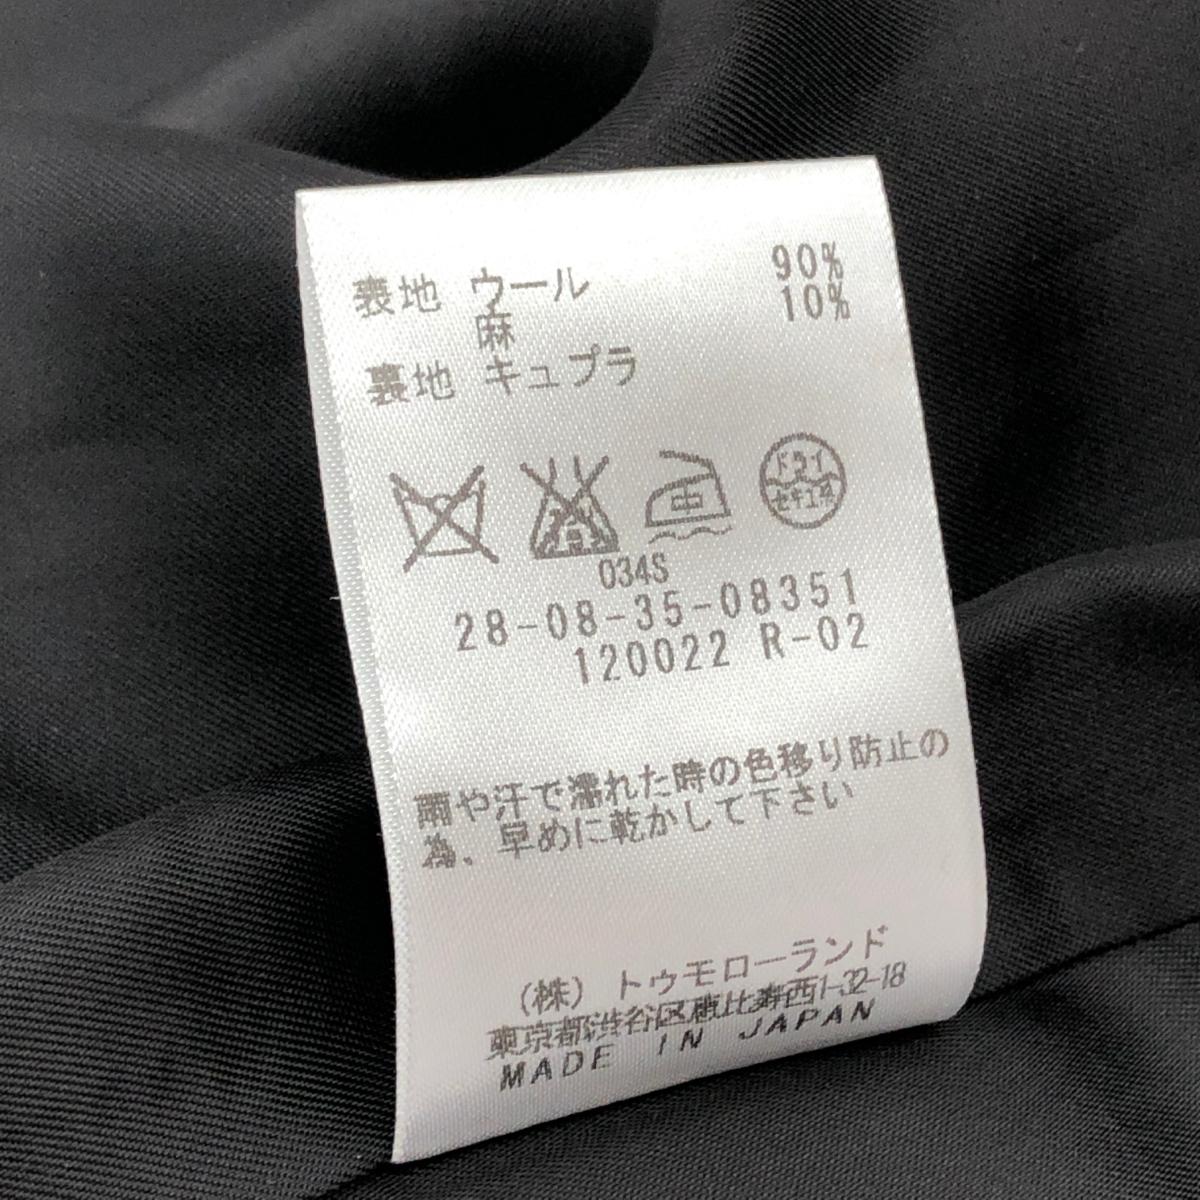 表地 ウール 90%
麻 10%
裏地 キュプラ
中
ドライ
セキユ系
034S
28-08-35-08351
120022 R-02
雨や汗で濡れた時の色移り防止の
為、早めに乾かして下さい
(株) トゥモローランド
東京都渋谷区恵比寿西1-32-18
MADE IN JAPAN